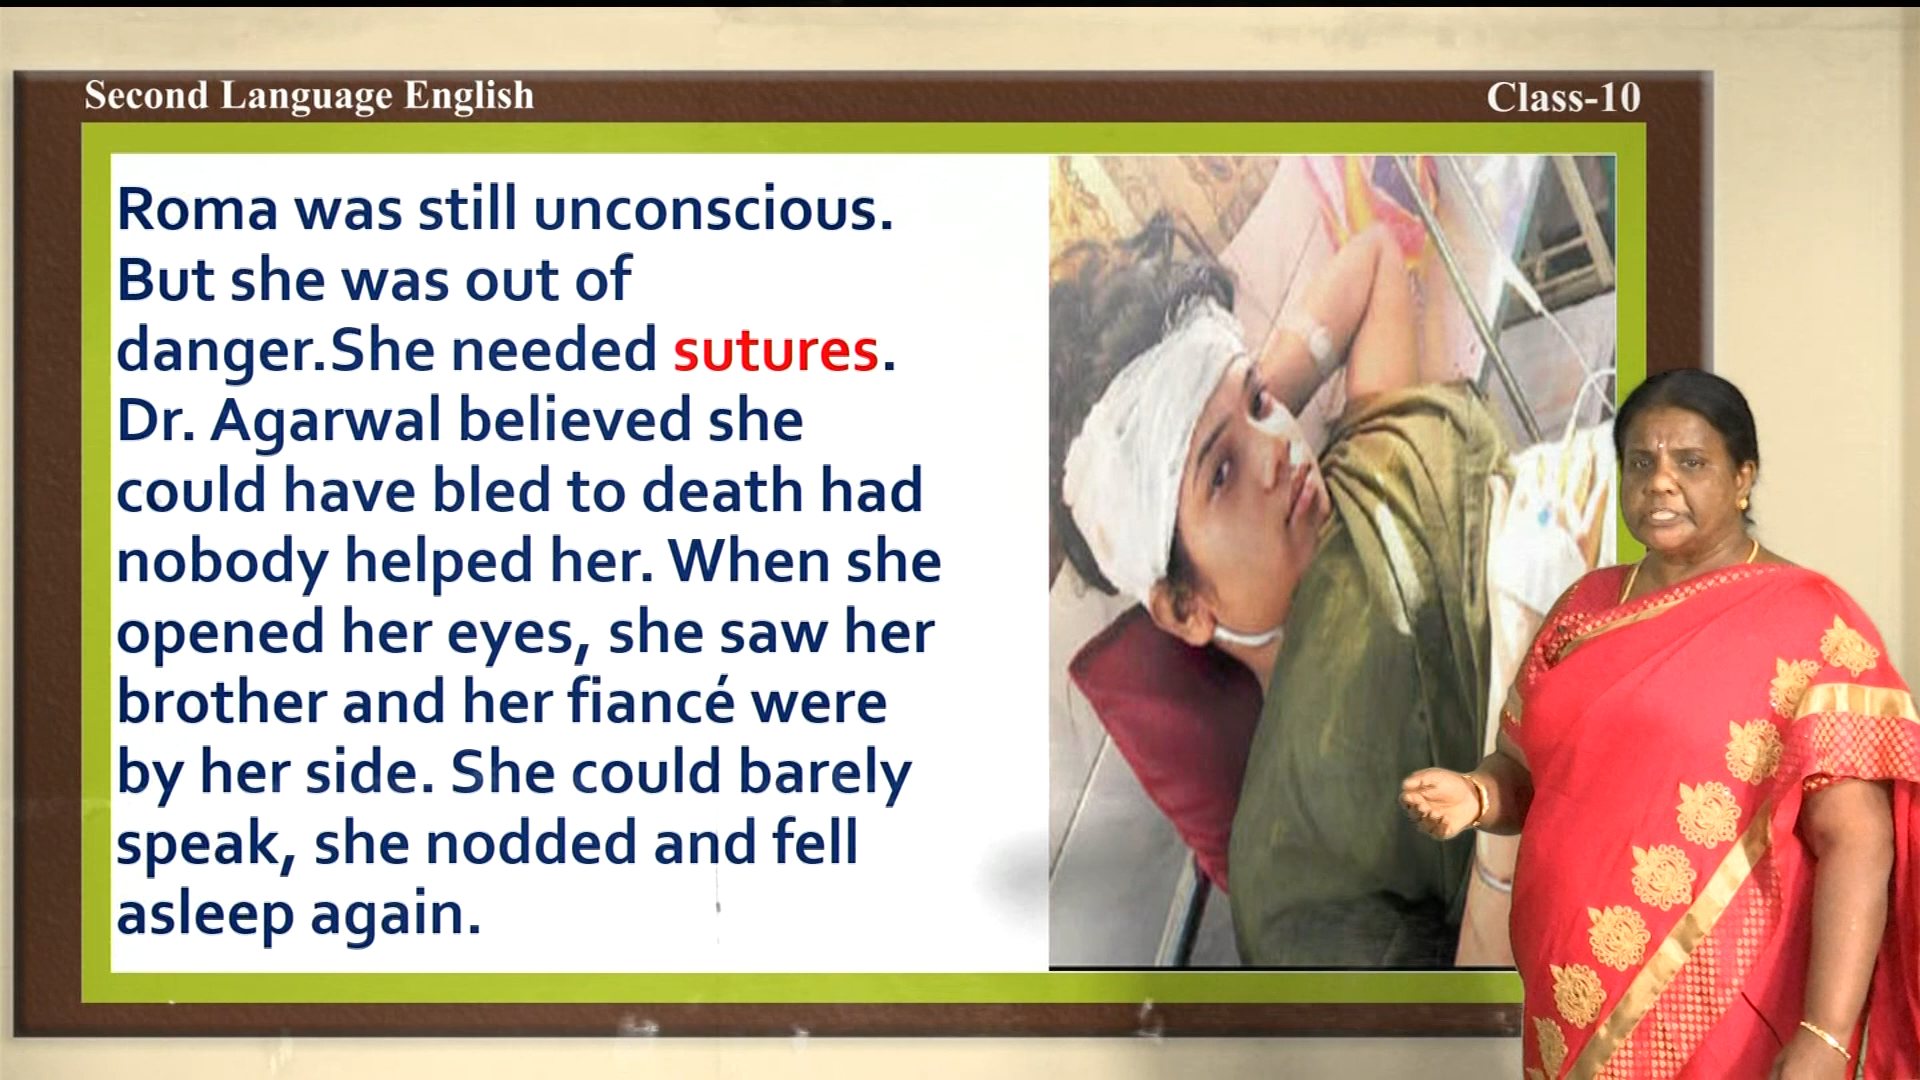 Second Language English
Class-10
Roma was still unconscious.
But she was out of
danger.She needed sutures.
Dr. Agarwal believed she
could have bled to death had
nobody helped her. When she
opened her eyes, she saw her
brother and her fiancé were
by her side. She could barely
speak, she nodded and fell
asleep again.